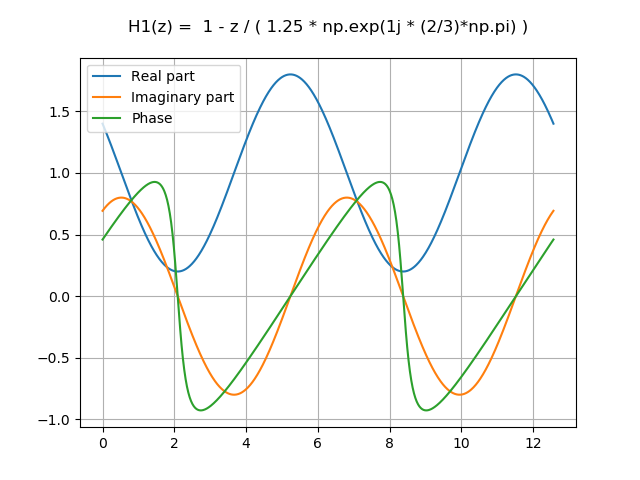 H1(z) =  1 - z / ( 1.25 * np.exp(1j * (2/3)*np.pi) )
Real part
Imaginary part
Phase
1.5
1.0
0.5
0.0
−0.5
−1.0
0 2 4 6 8 10 12